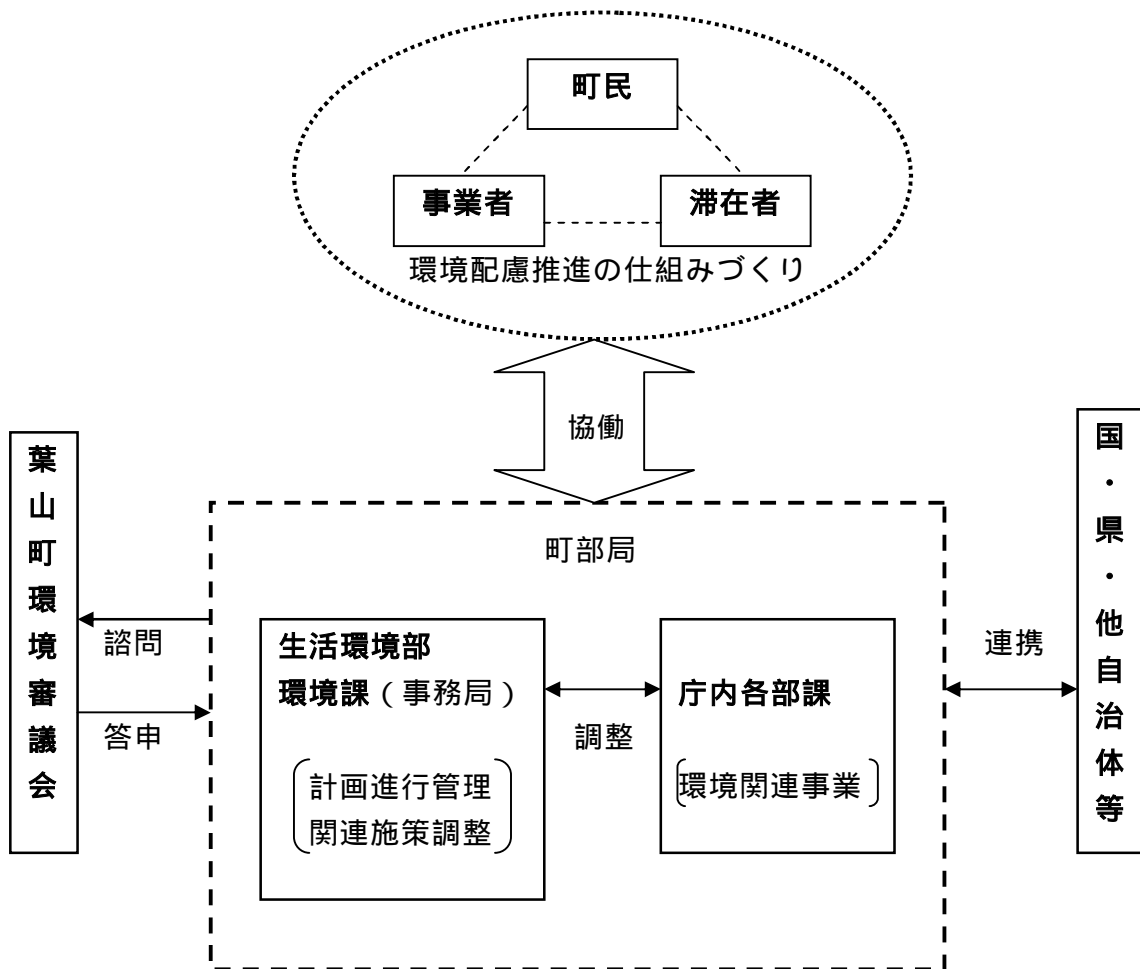 町民
事業者
滞在者
環境配慮推進の仕組みづくり
協働
葉山町環境審議会
国・県・他自治体等
町部局
諮問
答申
生活環境部
環境課（事務局）
計画進行管理
関連施策調整
調整
庁内各部課
環境関連事業
連携